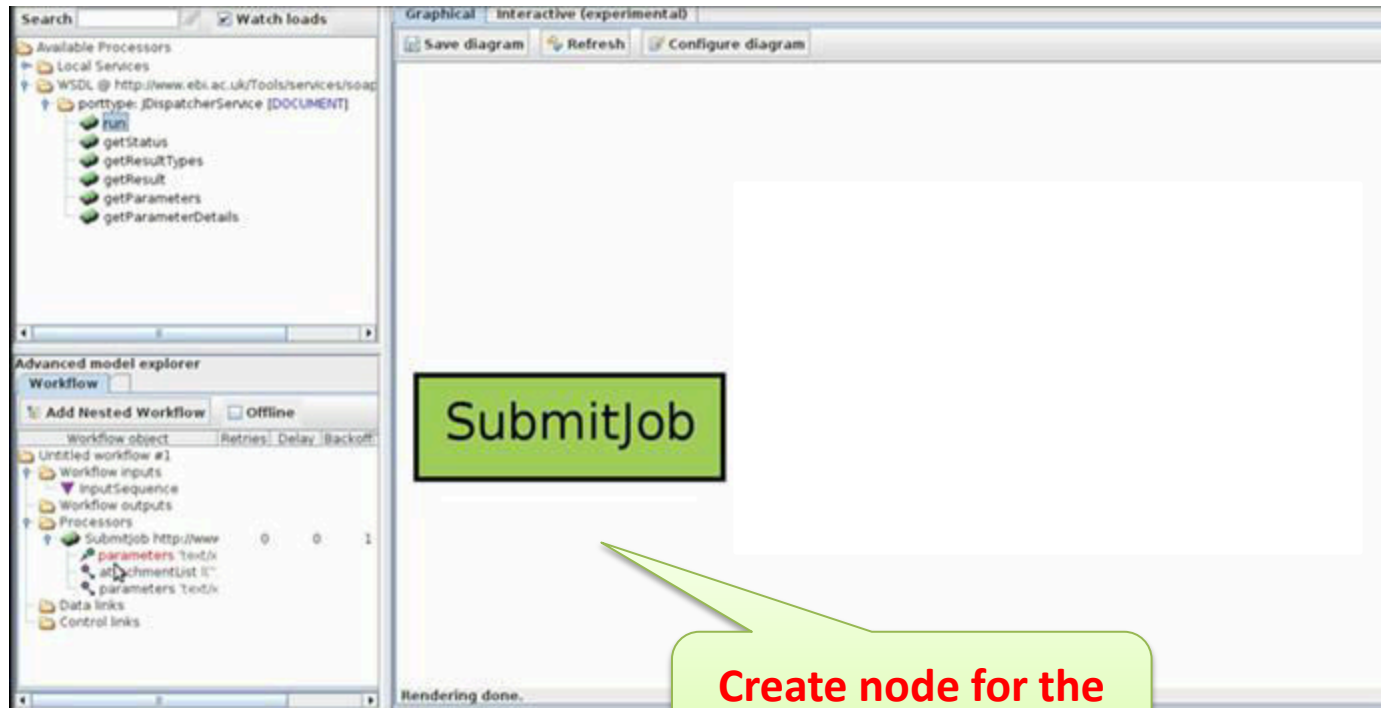 Search
Watch loads
Available Processors
Local Services
WSDL @ http://www.ebi.ac.uk/Tools/services/soap
porttype: JDispatcherService [DOCUMENT]
run
getStatus
getResultTypes
getResult
getParameters
getParameterDetails
Advanced model explorer
Workflow
Add Nested Workflow
Offline
Workflow object Retries Delay Backoff
Untitled workflow #1
Workflow inputs
InputSequence
Workflow outputs
Processors
SubmitJob http://www 0 0 1
parameters 'text/x
attachmentList l('
parameters 'text/x
Data links
Control links
Graphical Interactive (experimental)
Save diagram Refresh Configure diagram
SubmitJob
Rendering done.
Create node for the